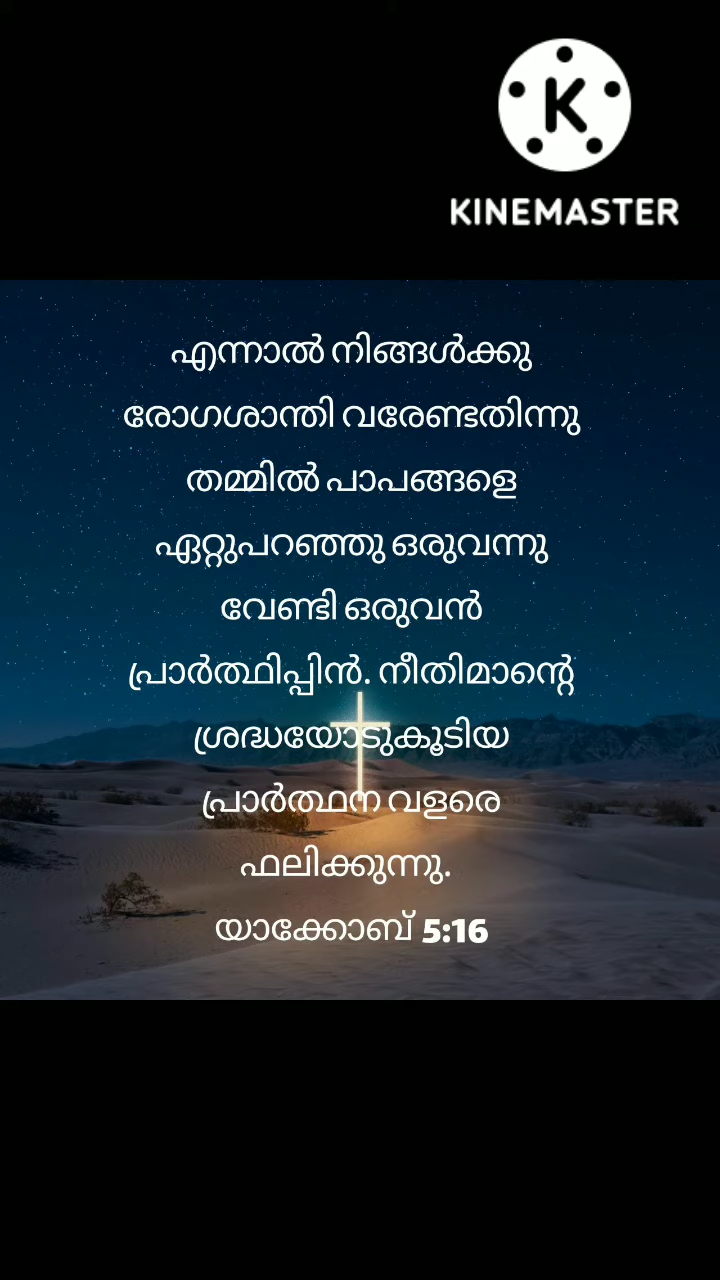 KINEMASTER
എന്നാൽ നിങ്ങൾക്കു
രോഗശാന്തി വരേണ്ടതിന്നു
തമ്മിൽ പാപങ്ങളെ
ഏറ്റുപറഞ്ഞു ഒരുവന്നു
വേണ്ടി ഒരുവൻ
പ്രാർത്ഥിപ്പിൻ. നീതിമാന്റെ
ശ്രദ്ധയോടുകൂടിയ
പ്രാർത്ഥന വളരെ
ഫലിക്കുന്നു.
യാക്കോബ് 5:16